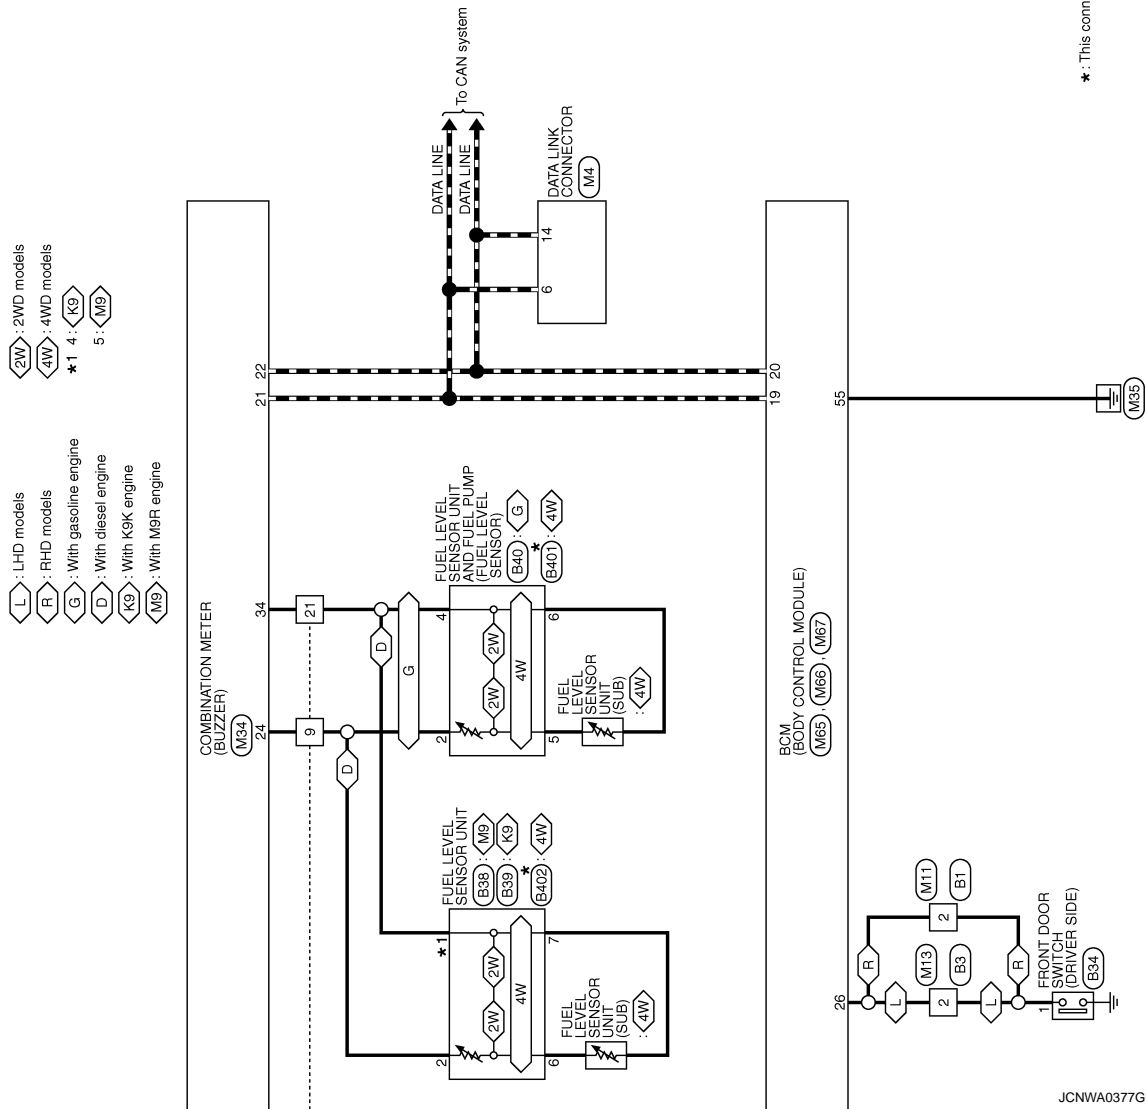 L : LHD models
R : RHD models
G : With gasoline engine
D : With diesel engine
K9 : With K9K engine
M9 : With M9R engine
2W : 2WD models
4W : 4WD models
*1 4 : K9
5 : M9
COMBINATION METER
(BUZZER)
M34
24
34
21
22
9
21
D
D
G
DATA LINE
DATA LINE
To CAN system
FUEL LEVEL
SENSOR UNIT
B38 : M9
B39 : K9
*
B402 : 4W
2
*1
2W
2W
4W
6
7
FUEL
LEVEL
SENSOR
UNIT
(SUB)
: 4W
FUEL LEVEL
SENSOR UNIT
AND FUEL PUMP
(FUEL LEVEL
SENSOR)
B40 : G
*
B401 : 4W
2
4
2W
2W
4W
5
6
FUEL
LEVEL
SENSOR
UNIT
(SUB)
: 4W
DATA LINK
CONNECTOR
M4
6
14
19
20
BCM
(BODY CONTROL MODULE)
M65 , M66 , M67
26
55
R
L
M13
2
B3
M11
2
B1
L
R
1
FRONT DOOR
SWITCH
(DRIVER SIDE)
B34
M35
* : This conn
JCNWA0377G